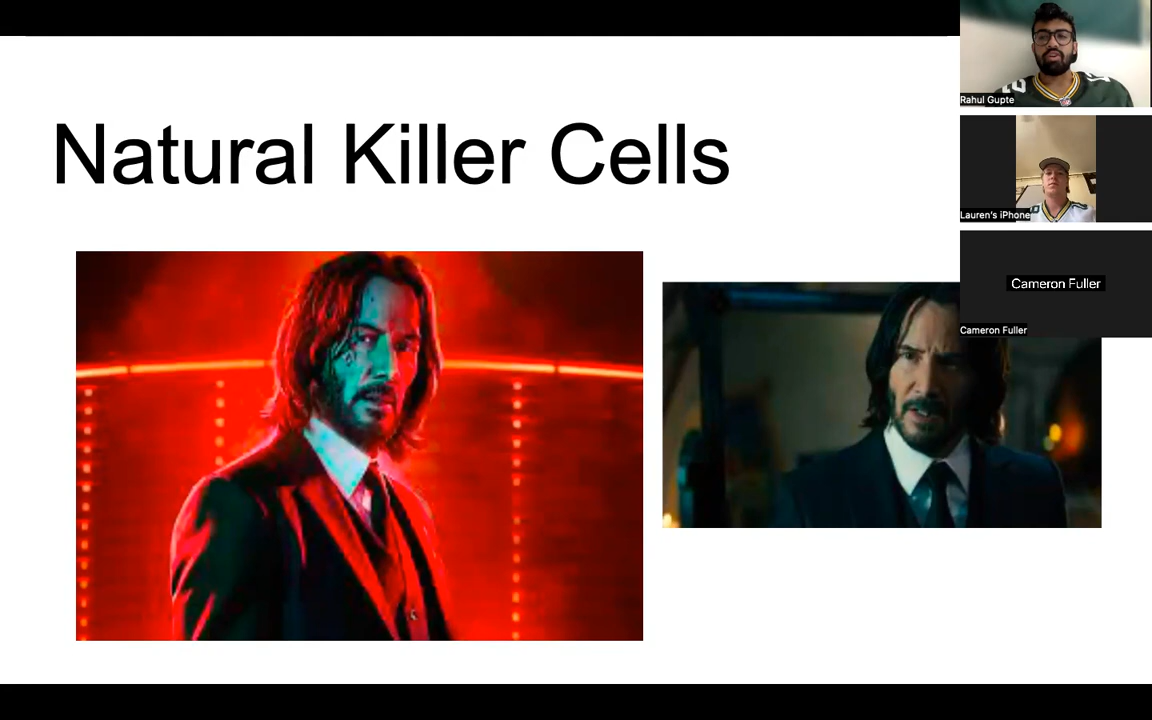 Natural Killer Cells
Rahul Gupte
Lauren's iPhone
Cameron Fuller
Cameron Fuller